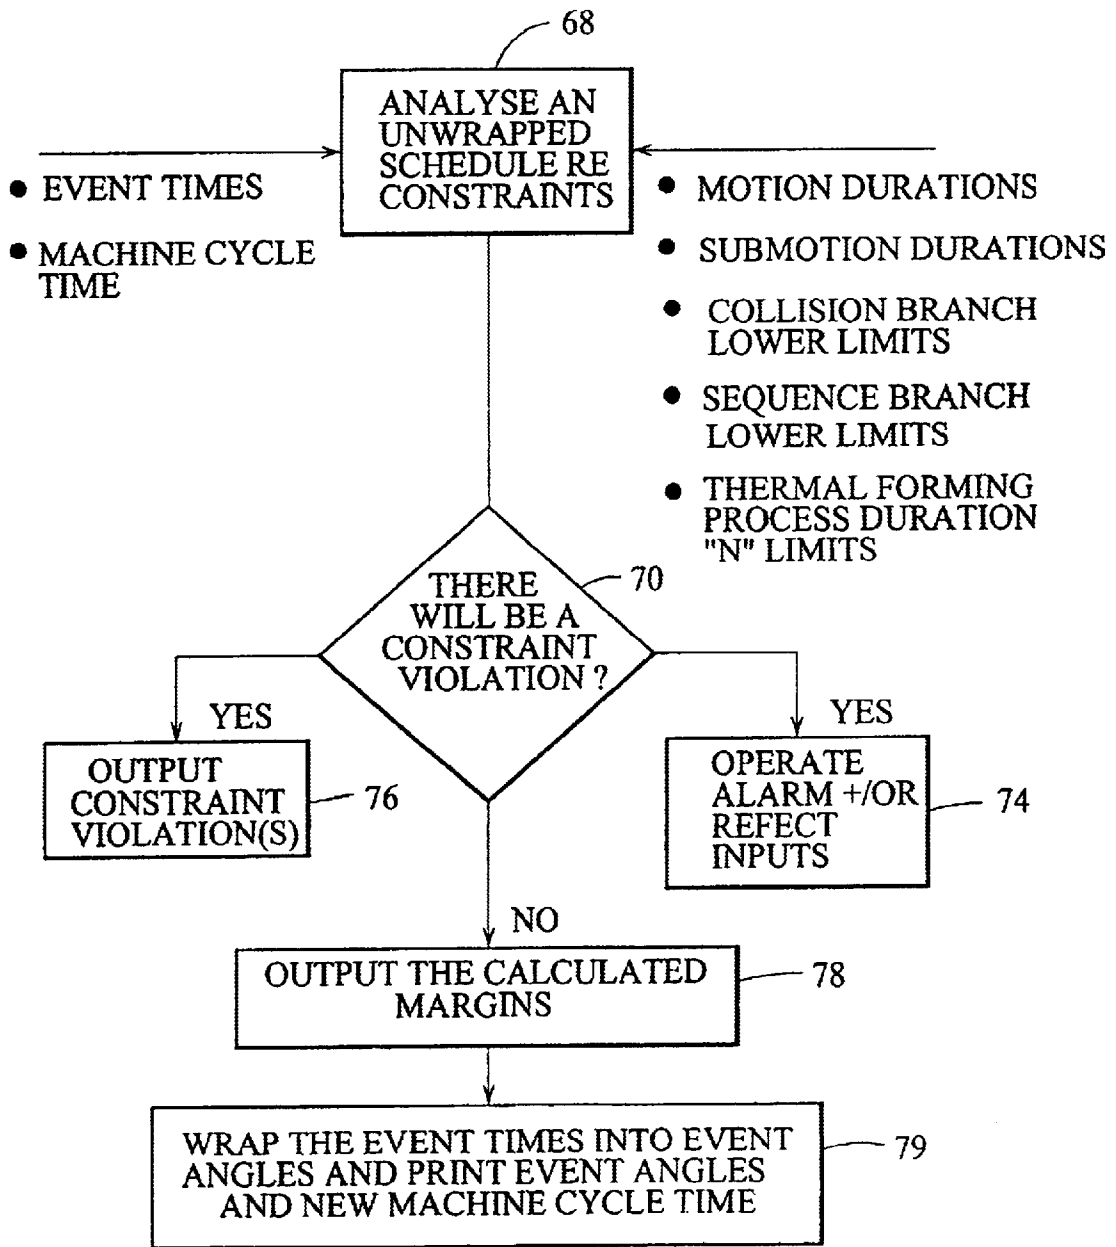 68
ANALYSE AN
UNWRAPPED
SCHEDULE RE
CONSTRAINTS
• EVENT TIMES
• MACHINE CYCLE
TIME
• MOTION DURATIONS
• SUBMOTION DURATIONS
• COLLISION BRANCH
LOWER LIMITS
• SEQUENCE BRANCH
LOWER LIMITS
• THERMAL FORMING
PROCESS DURATION
"N" LIMITS
70
THERE
WILL BE A
CONSTRAINT
VIOLATION ?
YES
OUTPUT
CONSTRAINT
VIOLATION(S)
76
YES
OPERATE
ALARM +/OR
REFECT
INPUTS
74
NO
OUTPUT THE CALCULATED
MARGINS
78
WRAP THE EVENT TIMES INTO EVENT
ANGLES AND PRINT EVENT ANGLES
AND NEW MACHINE CYCLE TIME
79